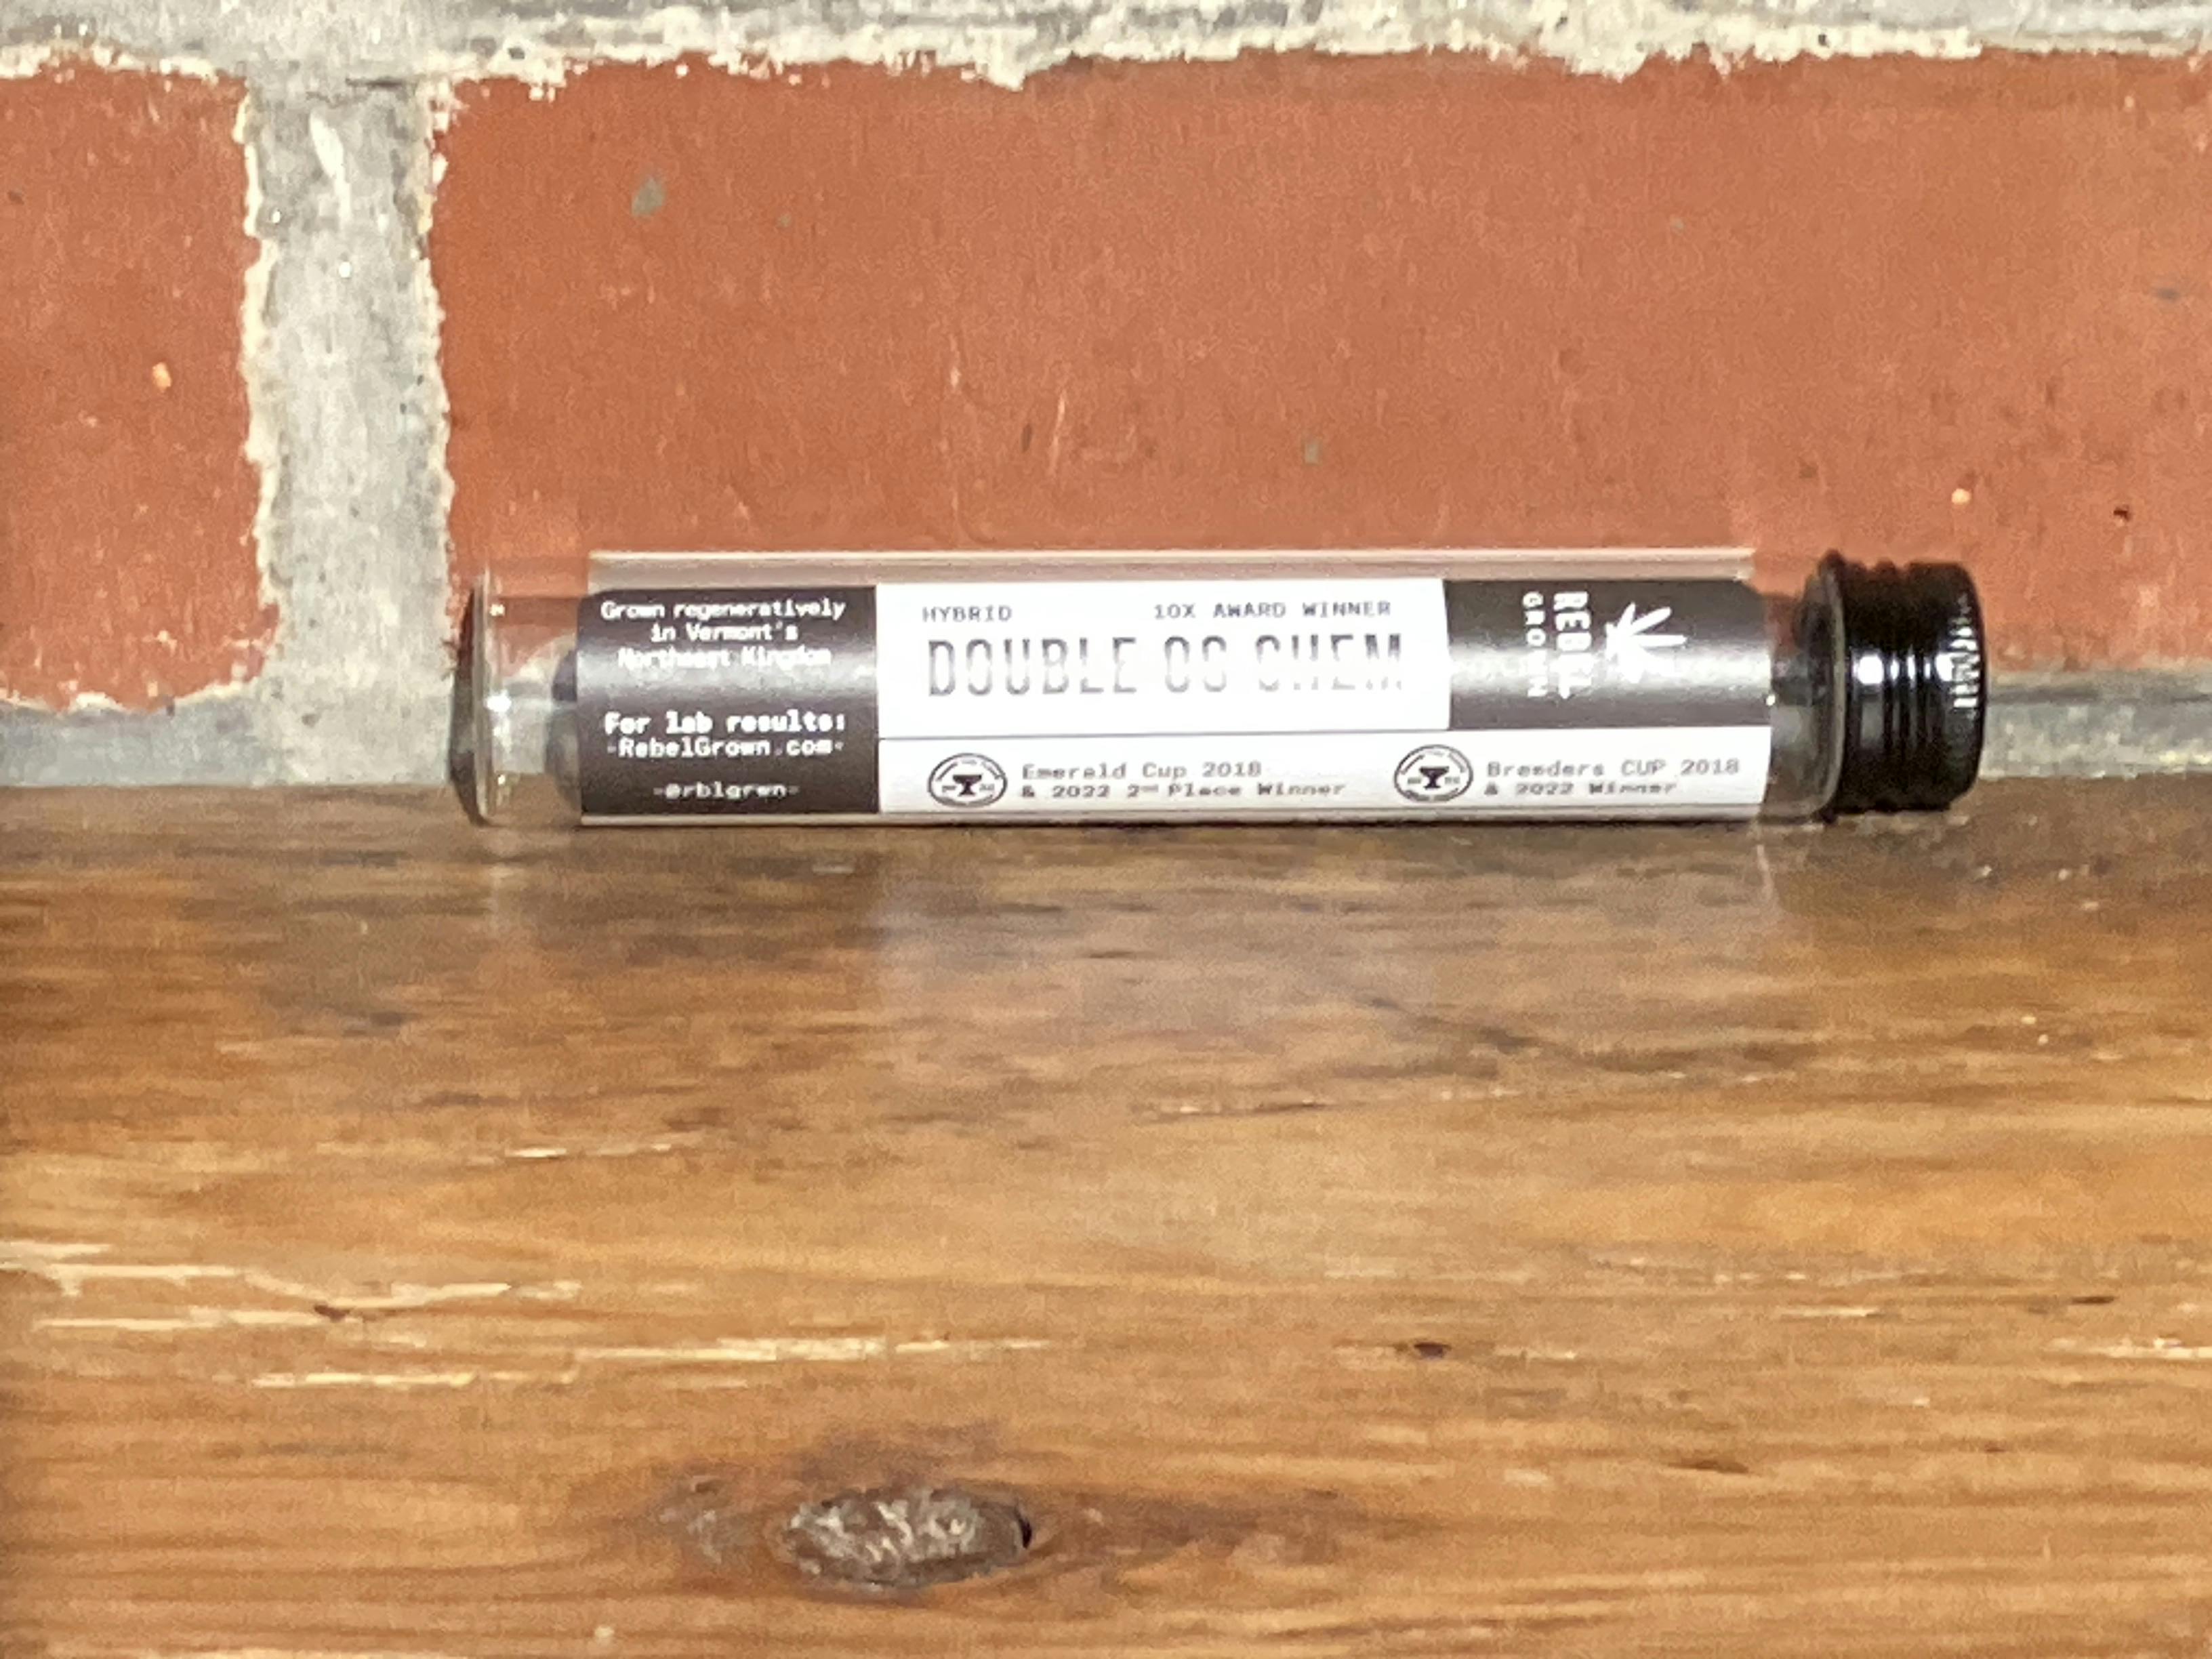 Grown regeneratively
in Vermont's
Northeast Kingdom
For lab results:
-RebelGrown.com-
-@rblgrwn-
HYBRID
10X AWARD WINNER
DOUBLE OG CHEM
Emerald Cup 2018
& 2022 2nd Place Winner
Breeders CUP 2018
& 2022 Winner
REBEL
GROWN